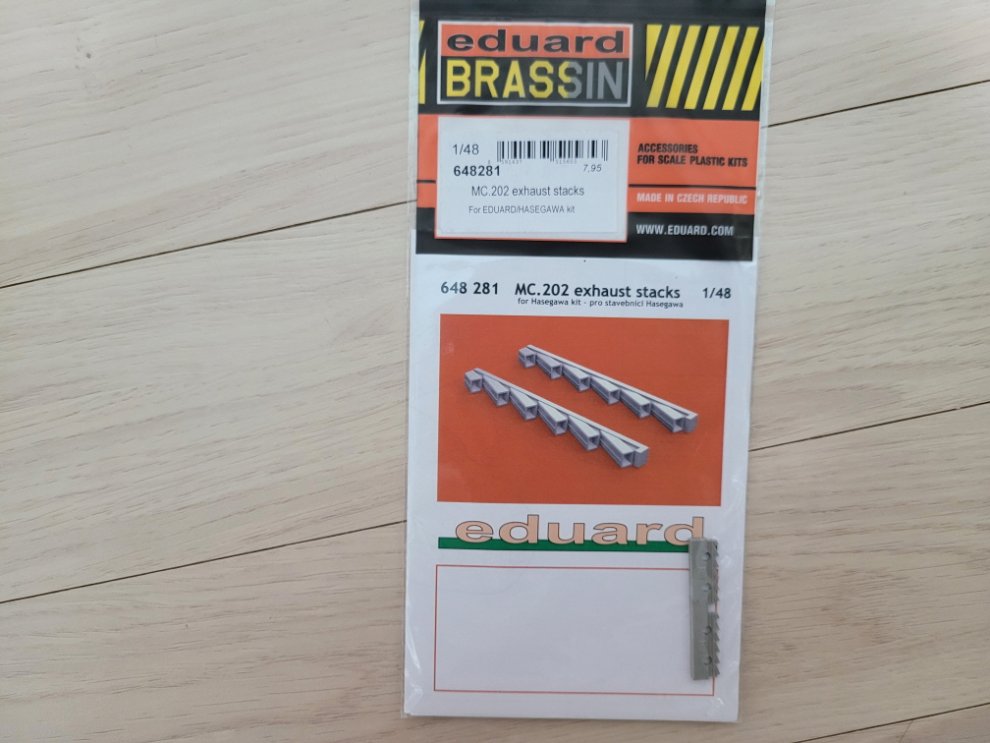 eduard
BRASSIN
1/48
648281
7,95
MC.202 exhaust stacks
For EDUARD/HASEGAWA kit
ACCESSORIES
FOR SCALE PLASTIC KITS
MADE IN CZECH REPUBLIC
WWW.EDUARD.COM
648 281 MC.202 exhaust stacks 1/48
for Hasegawa kit - pro stavebnici Hasegawa
eduard